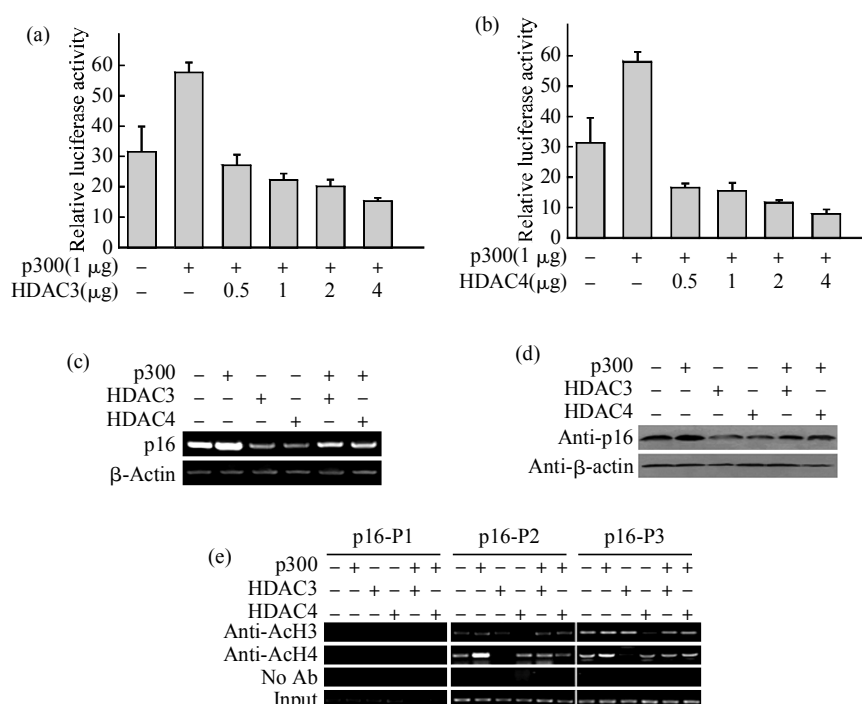 (a)
Relative luciferase activity
60
50
40
30
20
10
0
p300(1 μg) – + + + + +
HDAC3(μg) – – 0.5 1 2 4
(b)
Relative luciferase activity
60
50
40
30
20
10
0
p300(1 μg) – + + + + +
HDAC4(μg) – – 0.5 1 2 4
(c)
p300 – + – – + +
HDAC3 – – + – + –
HDAC4 – – – + – +
p16
β-Actin
(d)
p300 – + – – + +
HDAC3 – – + – + –
HDAC4 – – – + – +
Anti-p16
Anti-β-actin
(e)
p16-P1 p16-P2 p16-P3
p300 – + – – + + – + – – + + – + – – + +
HDAC3 – – + – + – – – + – + – – – + – + –
HDAC4 – – – + – + – – – + – + – – – + – +
Anti-AcH3
Anti-AcH4
No Ab
Input